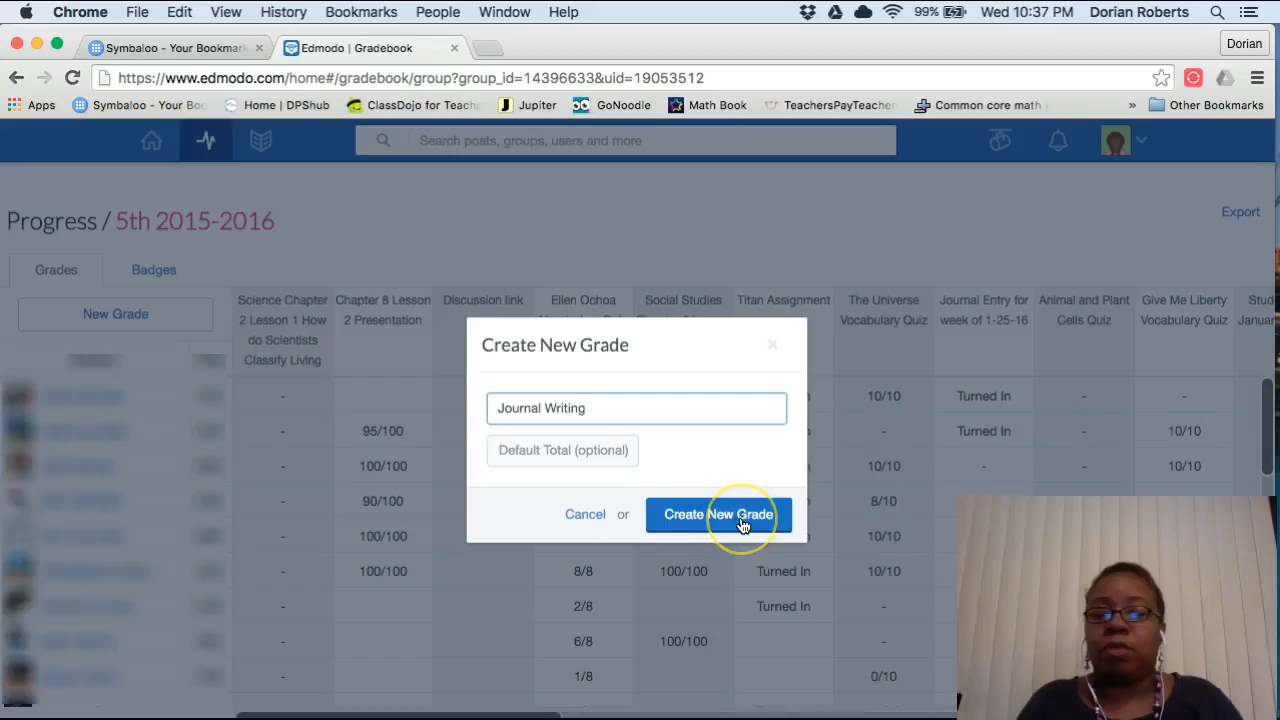 Chrome File Edit View History Bookmarks People Window Help 99% Wed 10:37 PM Dorian Roberts
Symbaloo - Your Bookmar Edmodo | Gradebook Dorian
https://www.edmodo.com/home#/gradebook/group?group_id=14396633&uid=19053512
Apps Symbaloo - Your Boo Home | DPShub ClassDojo for Teache Jupiter GoNoodle Math Book TeachersPayTeacher Common core math » Other Bookmarks
Search posts, groups, users and more
Progress / 5th 2015-2016
Export
Grades Badges
New Grade
Science Chapter 2 Lesson 1 How do Scientists Classify Living
Chapter 8 Lesson 2 Presentation
Discussion link
Ellen Ochoa
Social Studies
Titan Assignment
The Universe Vocabulary Quiz
Journal Entry for week of 1-25-16
Animal and Plant Cells Quiz
Give Me Liberty Vocabulary Quiz
Create New Grade
Journal Writing
Default Total (optional)
Cancel or Create New Grade
- 10/10 Turned In - -
- 95/100 - Turned In - 10/10
- 100/100 10/10 - - 10/10
- 90/100 8/10
- 100/100 10/10
- 100/100 8/8 100/100 Turned In 10/10
- 2/8 Turned In -
- 6/8 100/100
- 1/8 0/10